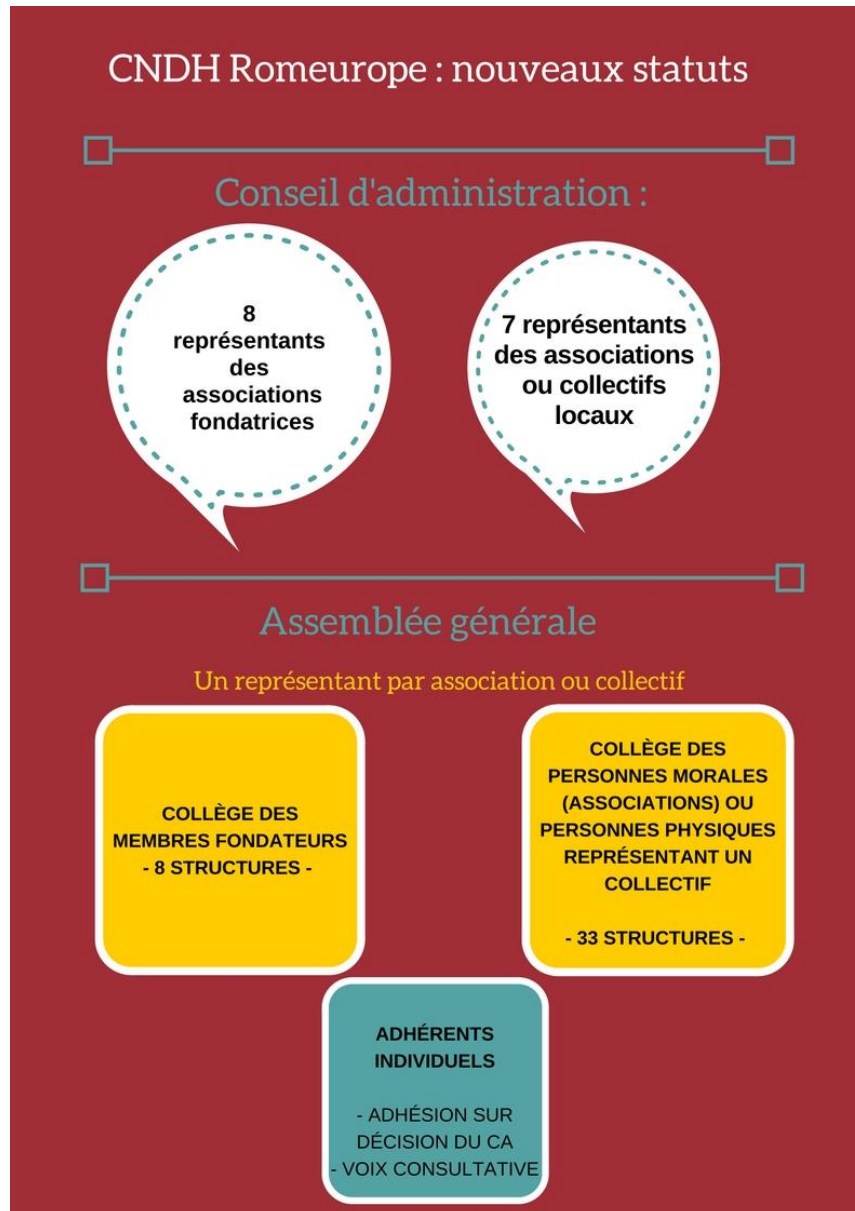 CNDH Romeurope : nouveaux statuts
Conseil d'administration :
8
représentants
des
associations
fondatrices
7 représentants
des associations
ou collectifs
locaux
Assemblée générale
Un représentant par association ou collectif
COLLÈGE DES
MEMBRES FONDATEURS
- 8 STRUCTURES -
COLLÈGE DES
PERSONNES MORALES
(ASSOCIATIONS) OU
PERSONNES PHYSIQUES
REPRÉSENTANT UN
COLLECTIF
- 33 STRUCTURES -
ADHÉRENTS
INDIVIDUELS
- ADHÉSION SUR
DÉCISION DU CA
- VOIX CONSULTATIVE